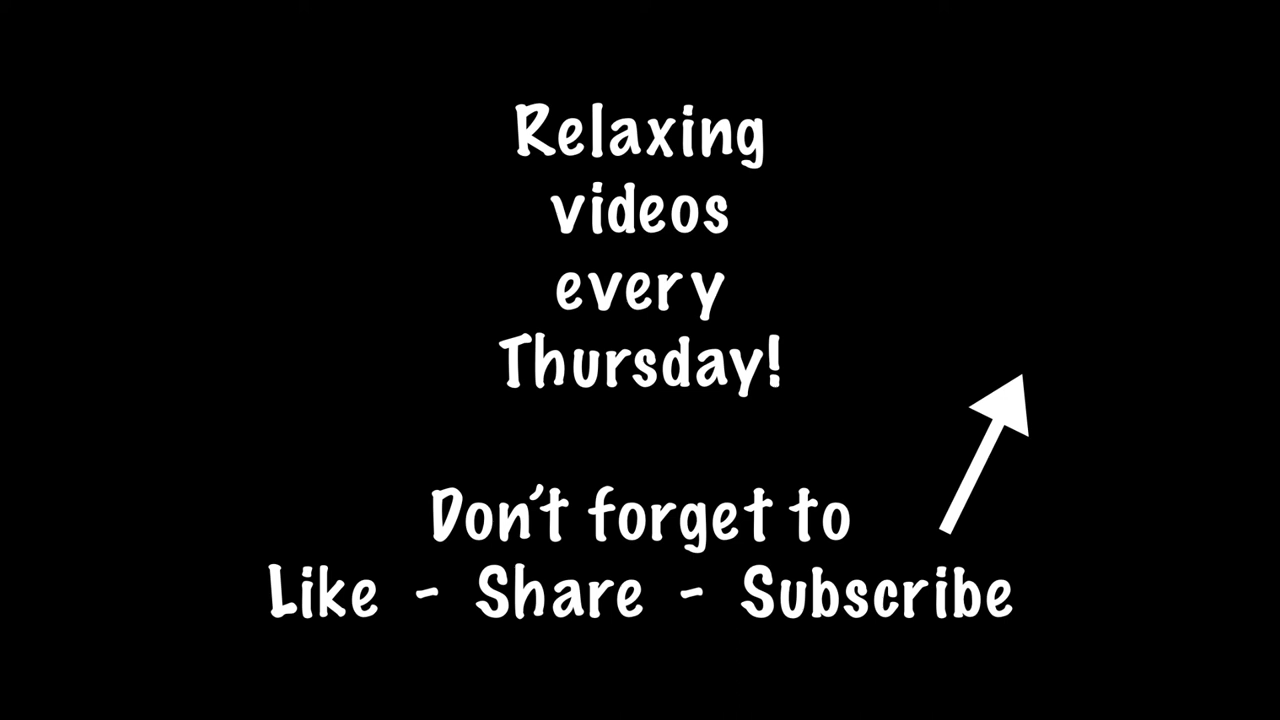 Relaxing
videos
every
Thursday!
Don't forget to
Like - Share - Subscribe